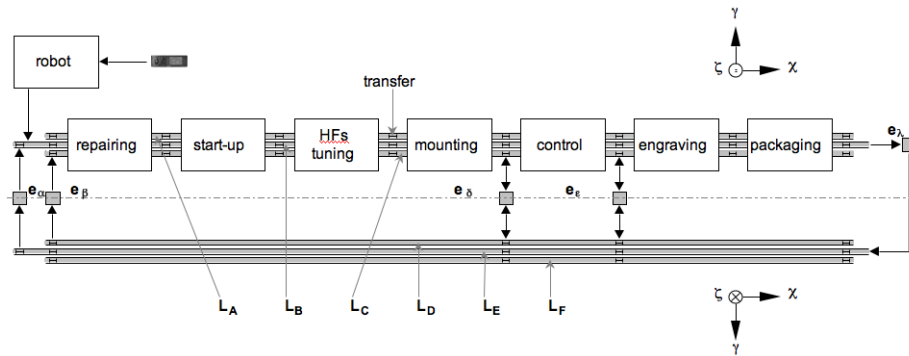 γ
robot
ζ
χ
transfer
repairing
start-up
HFs
tuning
mounting
control
engraving
packaging
eλ
eα
eβ
eδ
eε
LA
LB
LC
LD
LE
LF
ζ
χ
γ